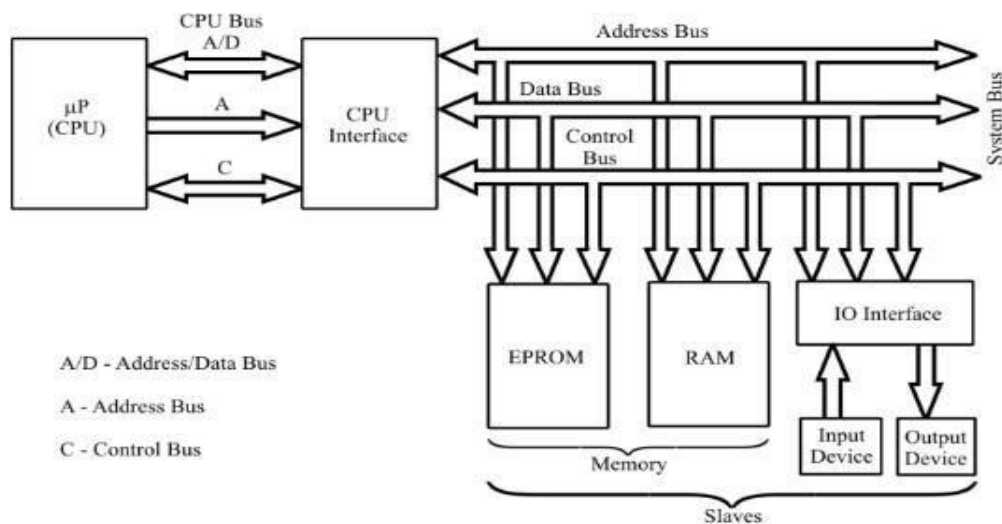 CPU Bus
A/D
A
C
μP
(CPU)
CPU
Interface
Address Bus
Data Bus
Control
Bus
System Bus
EPROM
RAM
IO Interface
Input
Device
Output
Device
Memory
Slaves
A/D - Address/Data Bus
A - Address Bus
C - Control Bus